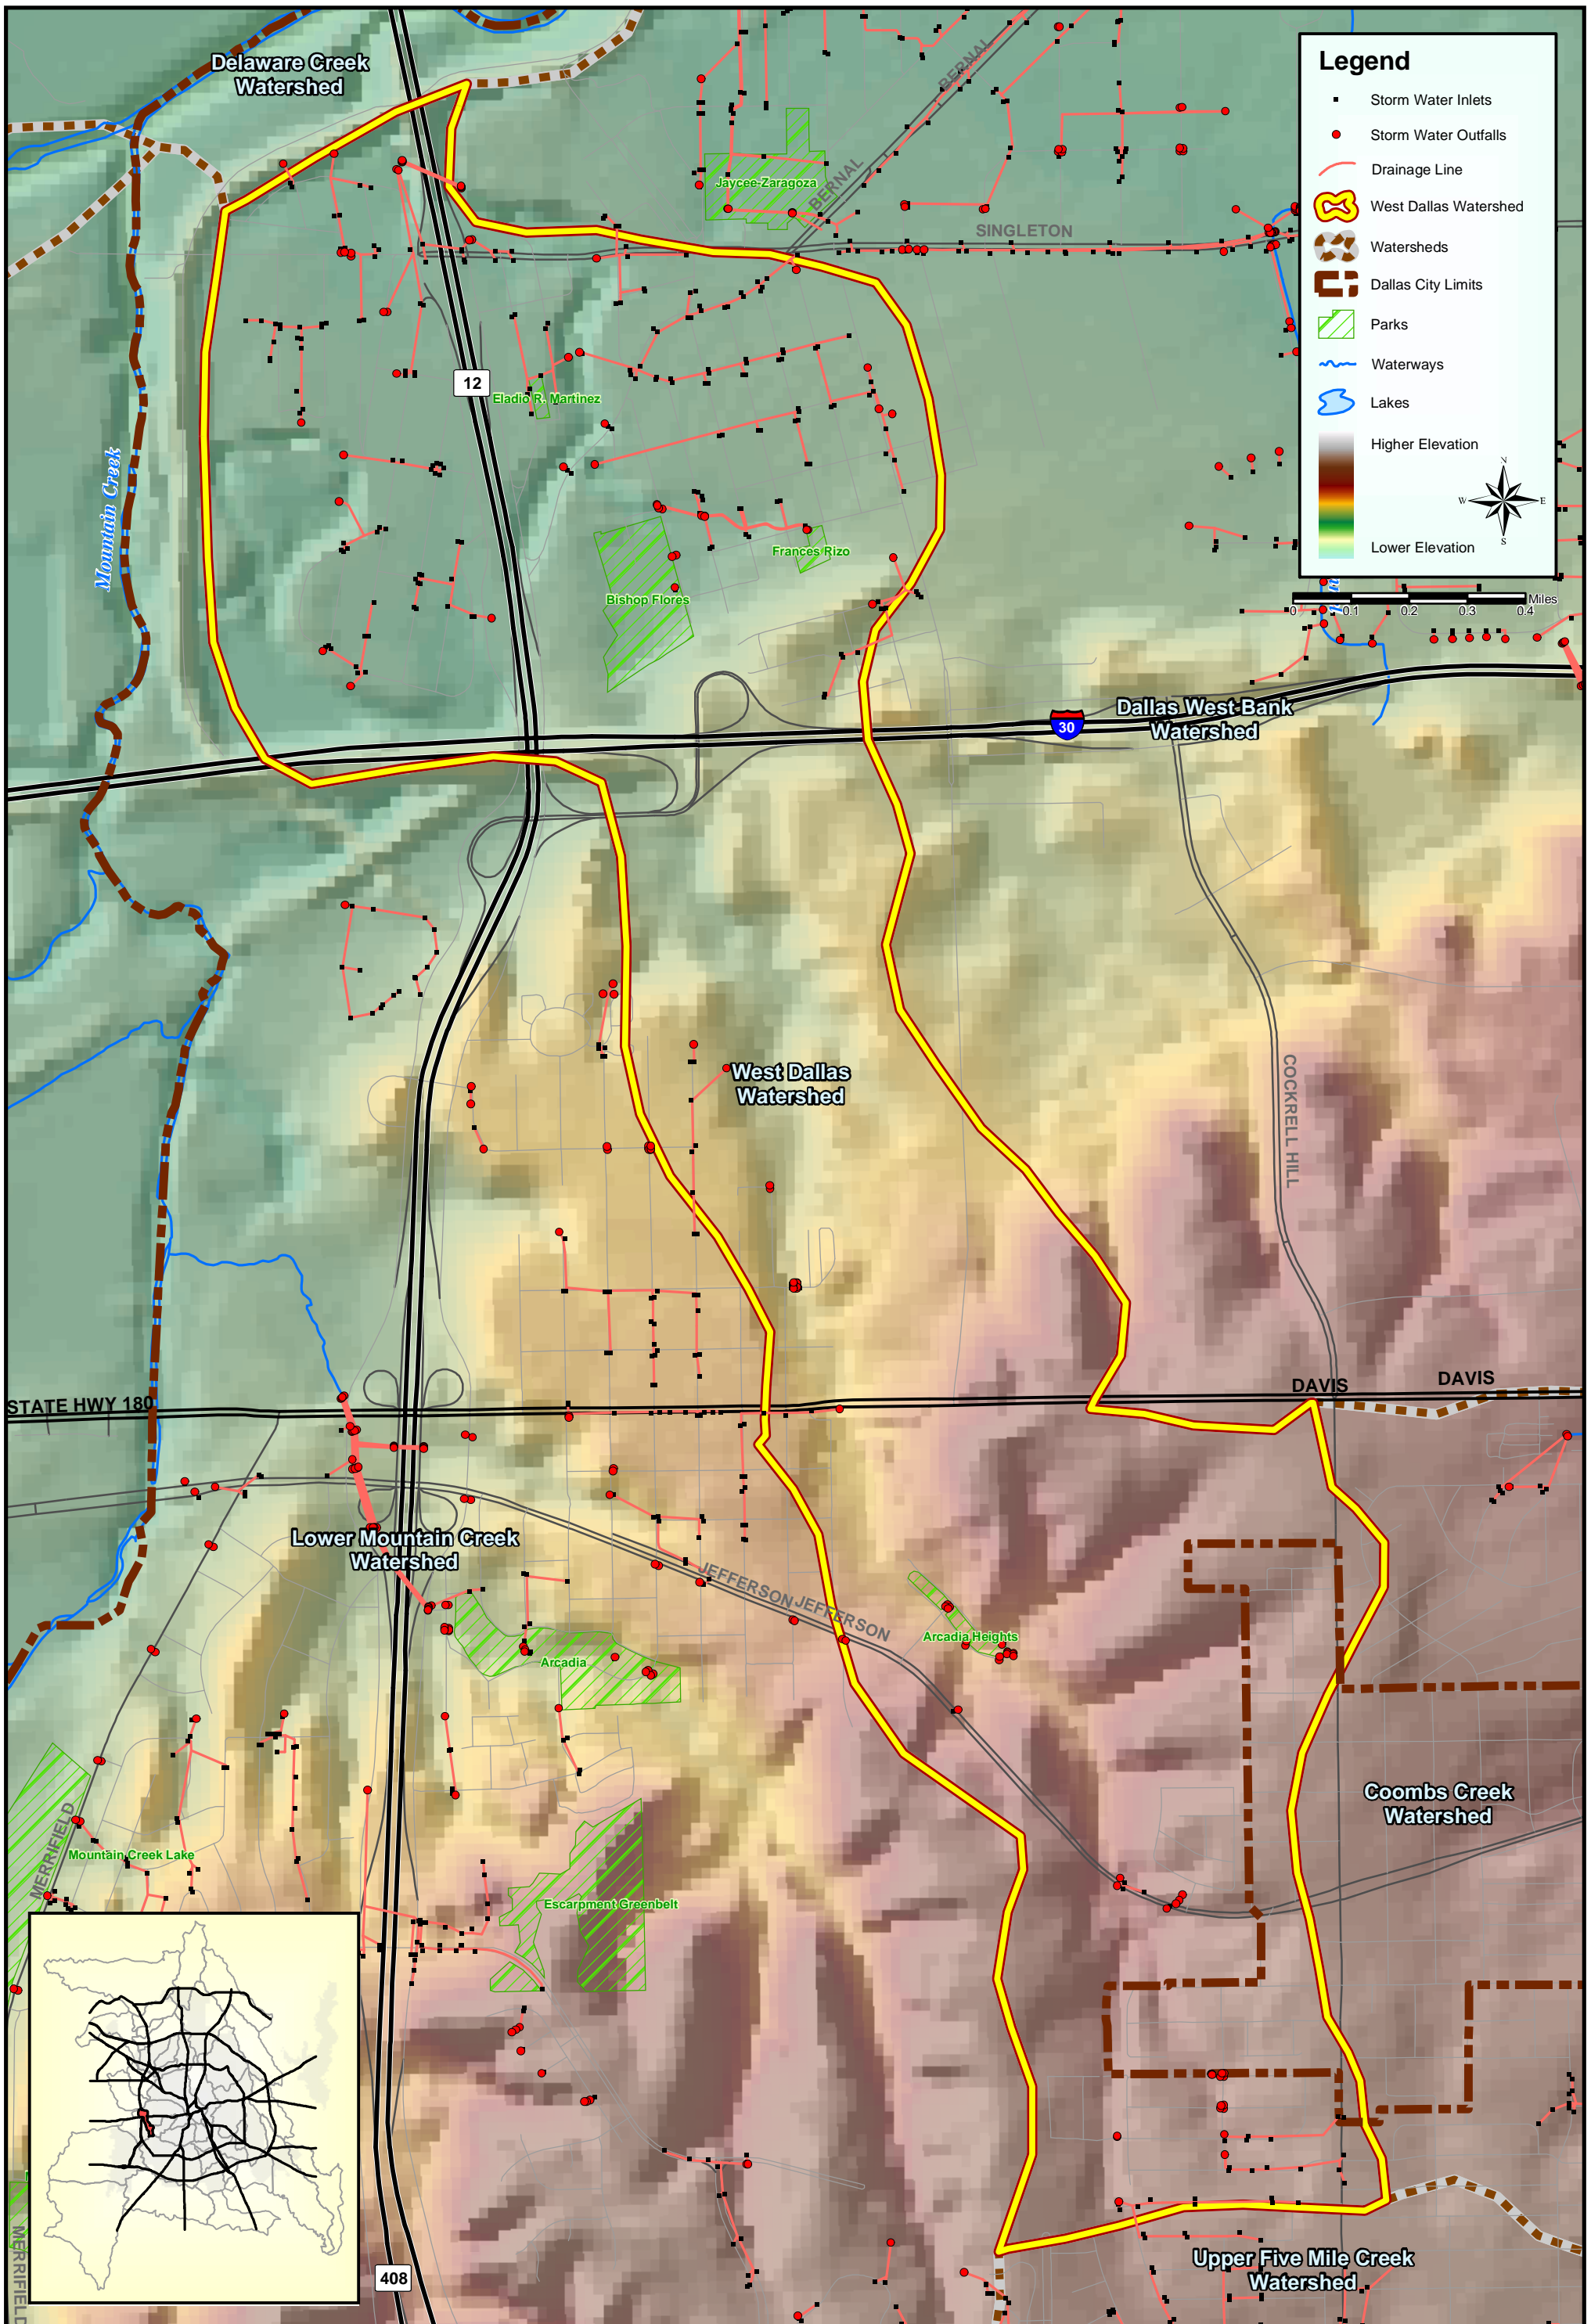 Delaware Creek
Watershed
BERNAL
Legend
Storm Water Inlets
Storm Water Outfalls
Drainage Line
West Dallas Watershed
Watersheds
Dallas City Limits
Parks
Waterways
Lakes
Higher Elevation
N
W
E
S
Lower Elevation
0
0.1
0.2
0.3
0.4
Miles
Jaycee-Zaragoza
BERNAL
SINGLETON
12
Eladio R. Martinez
Mountain Creek
Frances Rizo
Bishop Flores
Dallas West Bank
Watershed
30
West Dallas
Watershed
COCKRELL HILL
STATE HWY 180
DAVIS
DAVIS
Lower Mountain Creek
Watershed
JEFFERSON
JEFFERSON
Arcadia Heights
Arcadia
Coombs Creek
Watershed
MERRIFIELD
Mountain Creek Lake
Escarpment Greenbelt
MERRIFIELD
408
Upper Five Mile Creek
Watershed